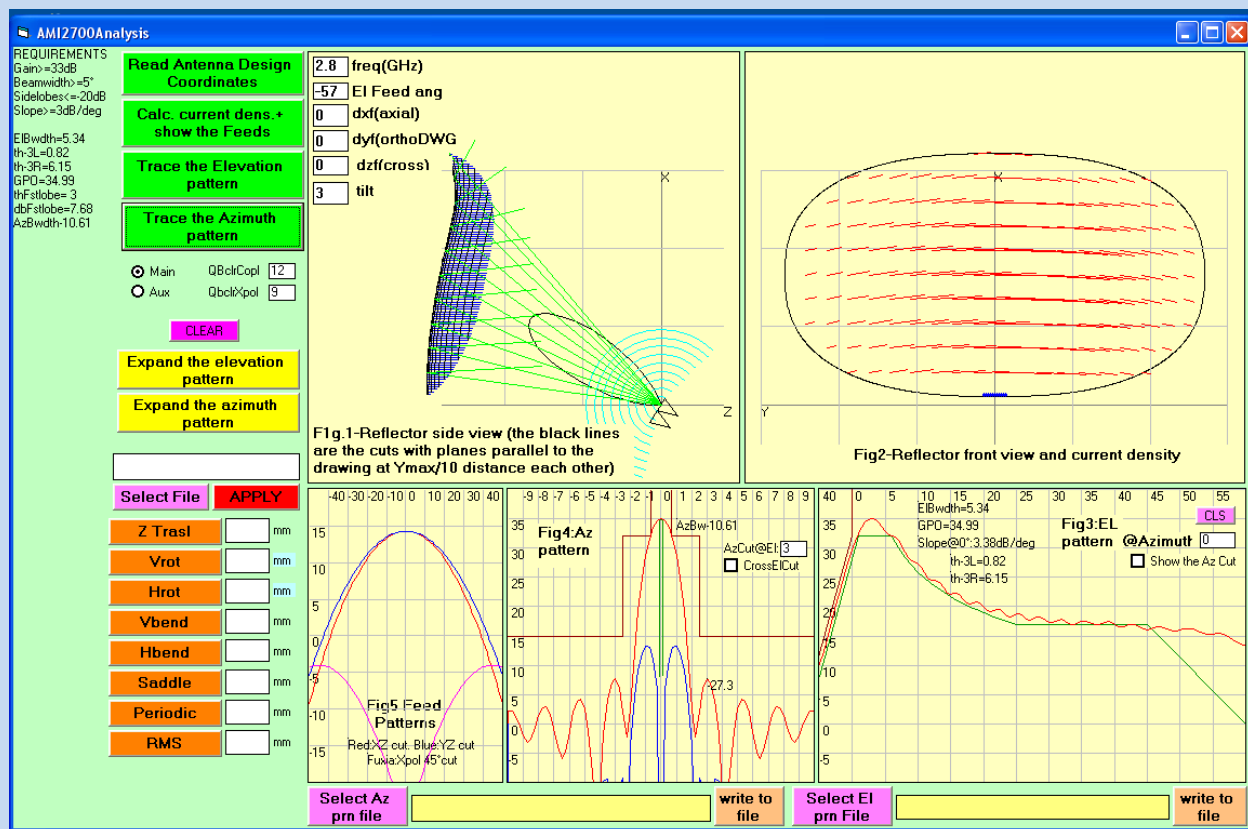 AMI2700Analysis
REQUIREMENTS
Gain>=33dB
Beamwidth>=5°
Sidelobes<=-20dB
Slope>=3dB/deg
ElBwdth=5.34
th-3L=0.82
th-3R=6.15
GPO=34.99
thFstlobe= 3
dbFstlobe=7.68
AzBwdth-10.61
Read Antenna Design
Coordinates
Calc. current dens.+
show the Feeds
Trace the Elevation
pattern
Trace the Azimuth
pattern
Main QBclrCopl 12
Aux QbclrXpol 9
CLEAR
Expand the elevation
pattern
Expand the azimuth
pattern
Select File APPLY
Z Trasl mm
Vrot mm
Hrot mm
Vbend mm
Hbend mm
Saddle mm
Periodic mm
RMS mm
2.8 freq(GHz)
-57 El Feed ang
0 dxf(axial)
0 dyf(orthoDWG
0 dzf(cross)
3 tilt
X
Z
F1g.1-Reflector side view (the black lines
are the cuts with planes parallel to the
drawing at Ymax/10 distance each other)
X
Y
Fig2-Reflector front view and current density
-40 -30 -20 -10 0 10 20 30 40
15
10
5
0
-5
-10
-15
Fig5 Feed
Patterns
Red:XZ cut. Blue:YZ cut
Fuxia:Xpol 45°cut
-9 -8 -7 -6 -5 -4 -3 -2 -1 0 1 2 3 4 5 6 7 8 9
35
30
25
20
15
10
5
0
-5
Fig4:Az
pattern
AzBw-10.61
AzCut@El: 3
CrossElCut
-27.3
40 0 5 10 15 20 25 30 35 40 45 50 55
35
30
25
20
15
10
5
0
-5
ElBwdth=5.34
GPO=34.99
Slope@0°:3.38dB/deg
th-3L=0.82
th-3R=6.15
Fig3:EL
pattern @Azimuth 0
CLS
Show the Az Cut
Select Az
prn file
write to
file
Select El
prn File
write to
file